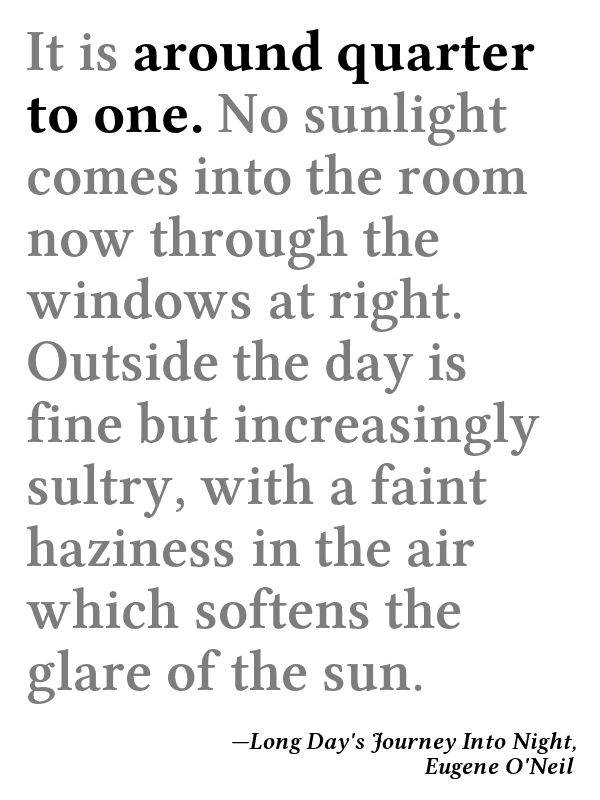 It is around quarter
to one. No sunlight
comes into the room
now through the
windows at right.
Outside the day is
fine but increasingly
sultry, with a faint
haziness in the air
which softens the
glare of the sun.
—Long Day's Journey Into Night,
Eugene O'Neil